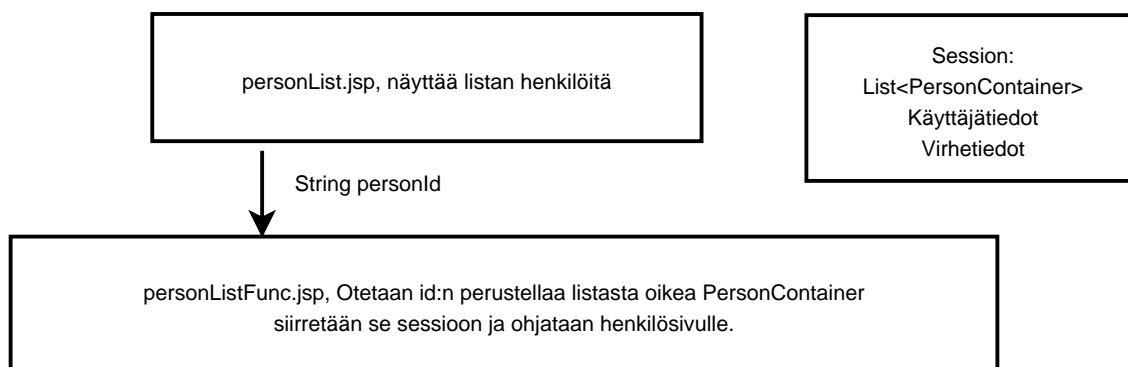 personList.jsp, näyttää listan henkilöitä
Session:
List<PersonContainer>
Käyttäjätiedot
Virhetiedot
String personId
personListFunc.jsp, Otetaan id:n perustellaa listasta oikea PersonContainer
siirretään se sessioon ja ohjataan henkilösivulle.